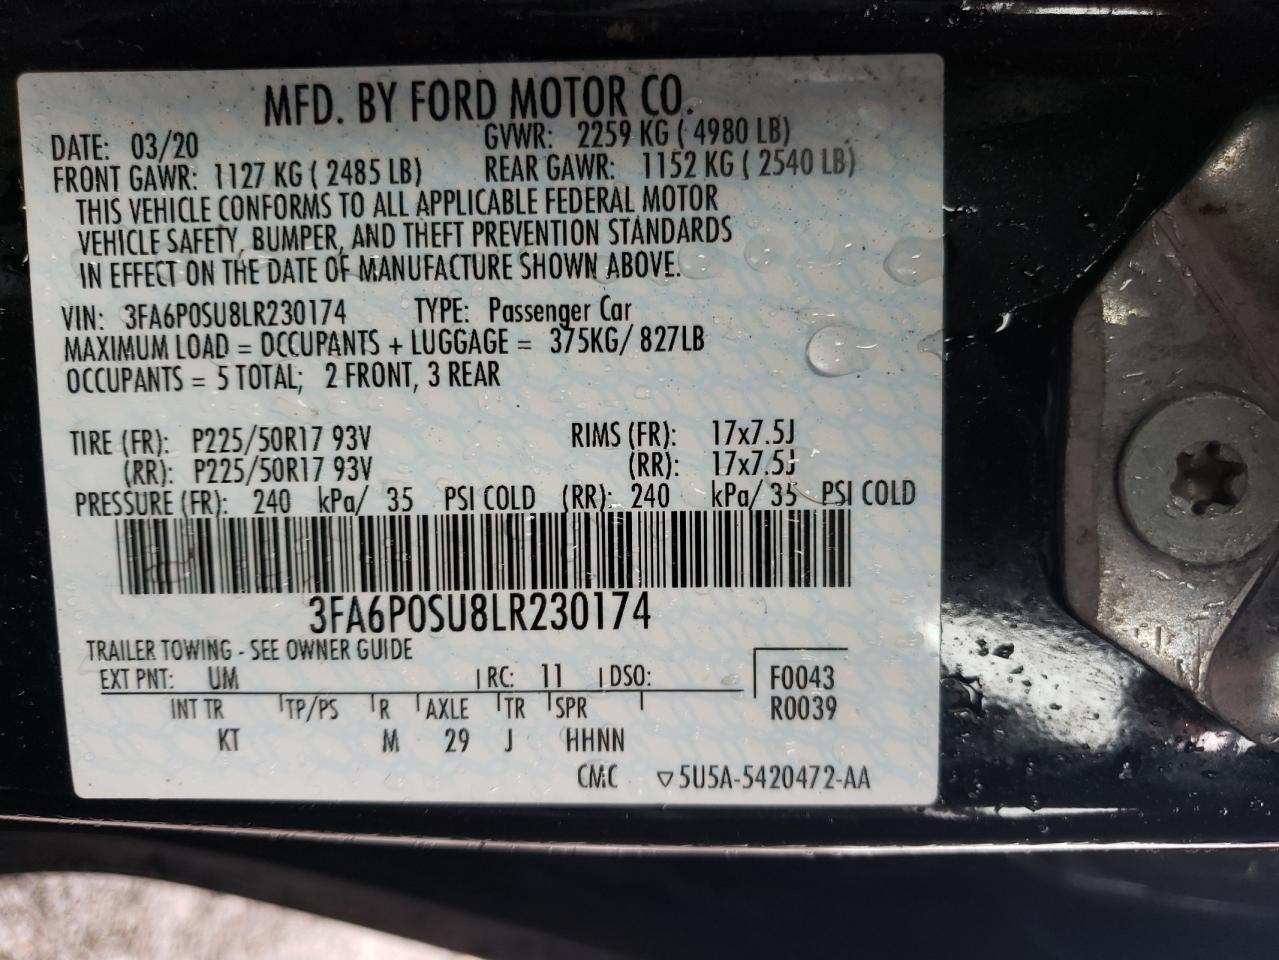 MFD. BY FORD MOTOR CO.
DATE: 03/20 GVWR: 2259 KG ( 4980 LB)
FRONT GAWR: 1127 KG ( 2485 LB) REAR GAWR: 1152 KG ( 2540 LB)
THIS VEHICLE CONFORMS TO ALL APPLICABLE FEDERAL MOTOR
VEHICLE SAFETY, BUMPER, AND THEFT PREVENTION STANDARDS
IN EFFECT ON THE DATE OF MANUFACTURE SHOWN ABOVE.
VIN: 3FA6P0SU8LR230174 TYPE: Passenger Car
MAXIMUM LOAD = OCCUPANTS + LUGGAGE = 375KG/ 827LB
OCCUPANTS = 5 TOTAL; 2 FRONT, 3 REAR
TIRE (FR): P225/50R17 93V RIMS (FR): 17x7.5J
(RR): P225/50R17 93V (RR): 17x7.5J
PRESSURE (FR): 240 kPa/ 35 PSI COLD (RR): 240 kPa/ 35 PSI COLD
3FA6P0SU8LR230174
TRAILER TOWING - SEE OWNER GUIDE
EXT PNT: UM RC: 11 DSO: F0043
INT TR TP/PS R AXLE TR SPR R0039
KT M 29 J HHNN
CMC ▽5U5A-5420472-AA